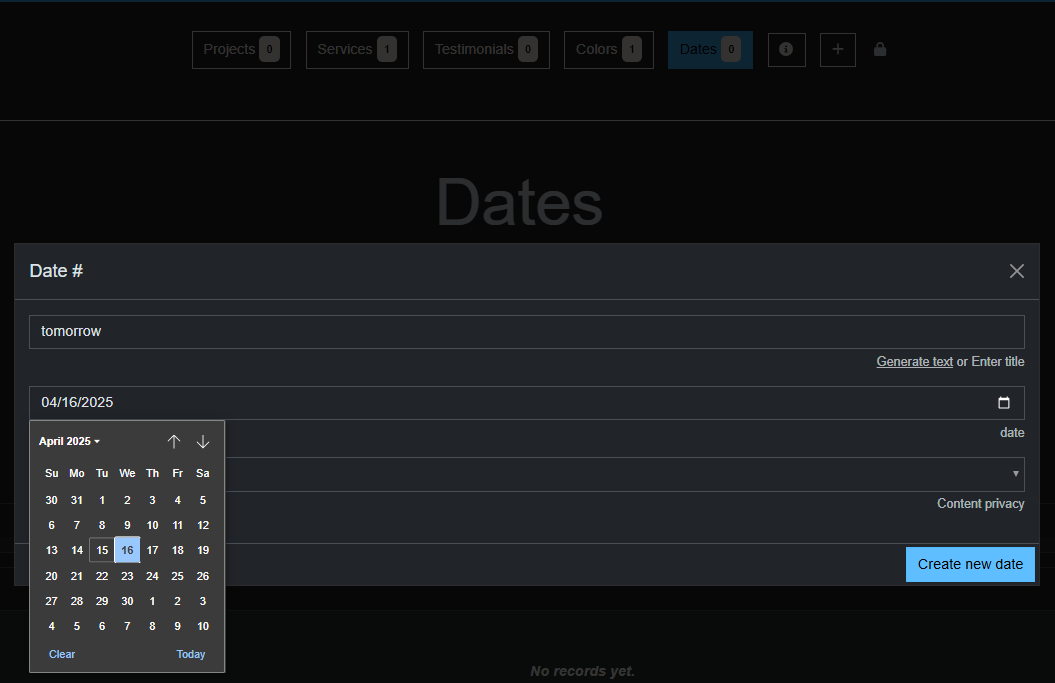 Projects 0 Services 1 Testimonials 0 Colors 1 Dates 0
Dates
Date #
tomorrow
Generate text or Enter title
04/16/2025
date
April 2025
Su Mo Tu We Th Fr Sa
30 31 1 2 3 4 5
6 7 8 9 10 11 12
13 14 15 16 17 18 19
20 21 22 23 24 25 26
27 28 29 30 1 2 3
4 5 6 7 8 9 10
Clear Today
Content privacy
Create new date
No records yet.